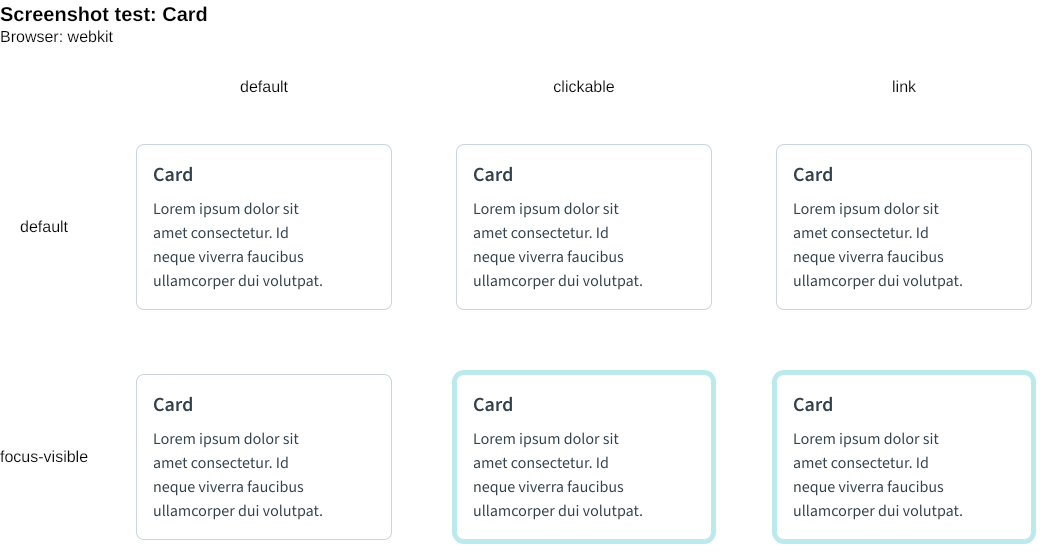 Screenshot test: Card
Browser: webkit
default
clickable
link
default
Card
Lorem ipsum dolor sit
amet consectetur. Id
neque viverra faucibus
ullamcorper dui volutpat.
Card
Lorem ipsum dolor sit
amet consectetur. Id
neque viverra faucibus
ullamcorper dui volutpat.
Card
Lorem ipsum dolor sit
amet consectetur. Id
neque viverra faucibus
ullamcorper dui volutpat.
focus-visible
Card
Lorem ipsum dolor sit
amet consectetur. Id
neque viverra faucibus
ullamcorper dui volutpat.
Card
Lorem ipsum dolor sit
amet consectetur. Id
neque viverra faucibus
ullamcorper dui volutpat.
Card
Lorem ipsum dolor sit
amet consectetur. Id
neque viverra faucibus
ullamcorper dui volutpat.